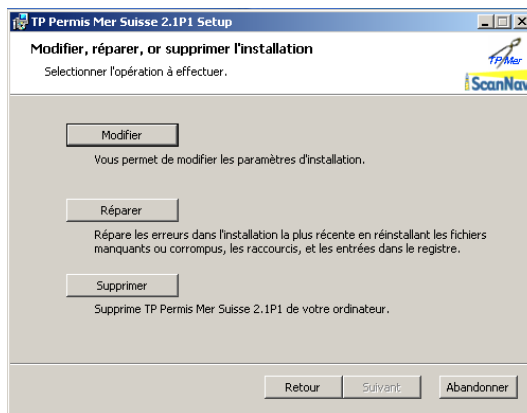 TP Permis Mer Suisse 2.1P1 Setup
Modifier, réparer, or supprimer l'installation
Selectionner l'opération à effectuer.
TP/Mer
ScanNav
Modifier
Vous permet de modifier les paramètres d'installation.
Réparer
Répare les erreurs dans l'installation la plus récente en réinstallant les fichiers
manquants ou corrompus, les raccourcis, et les entrées dans le registre.
Supprimer
Supprime TP Permis Mer Suisse 2.1P1 de votre ordinateur.
Retour
Suivant
Abandonner